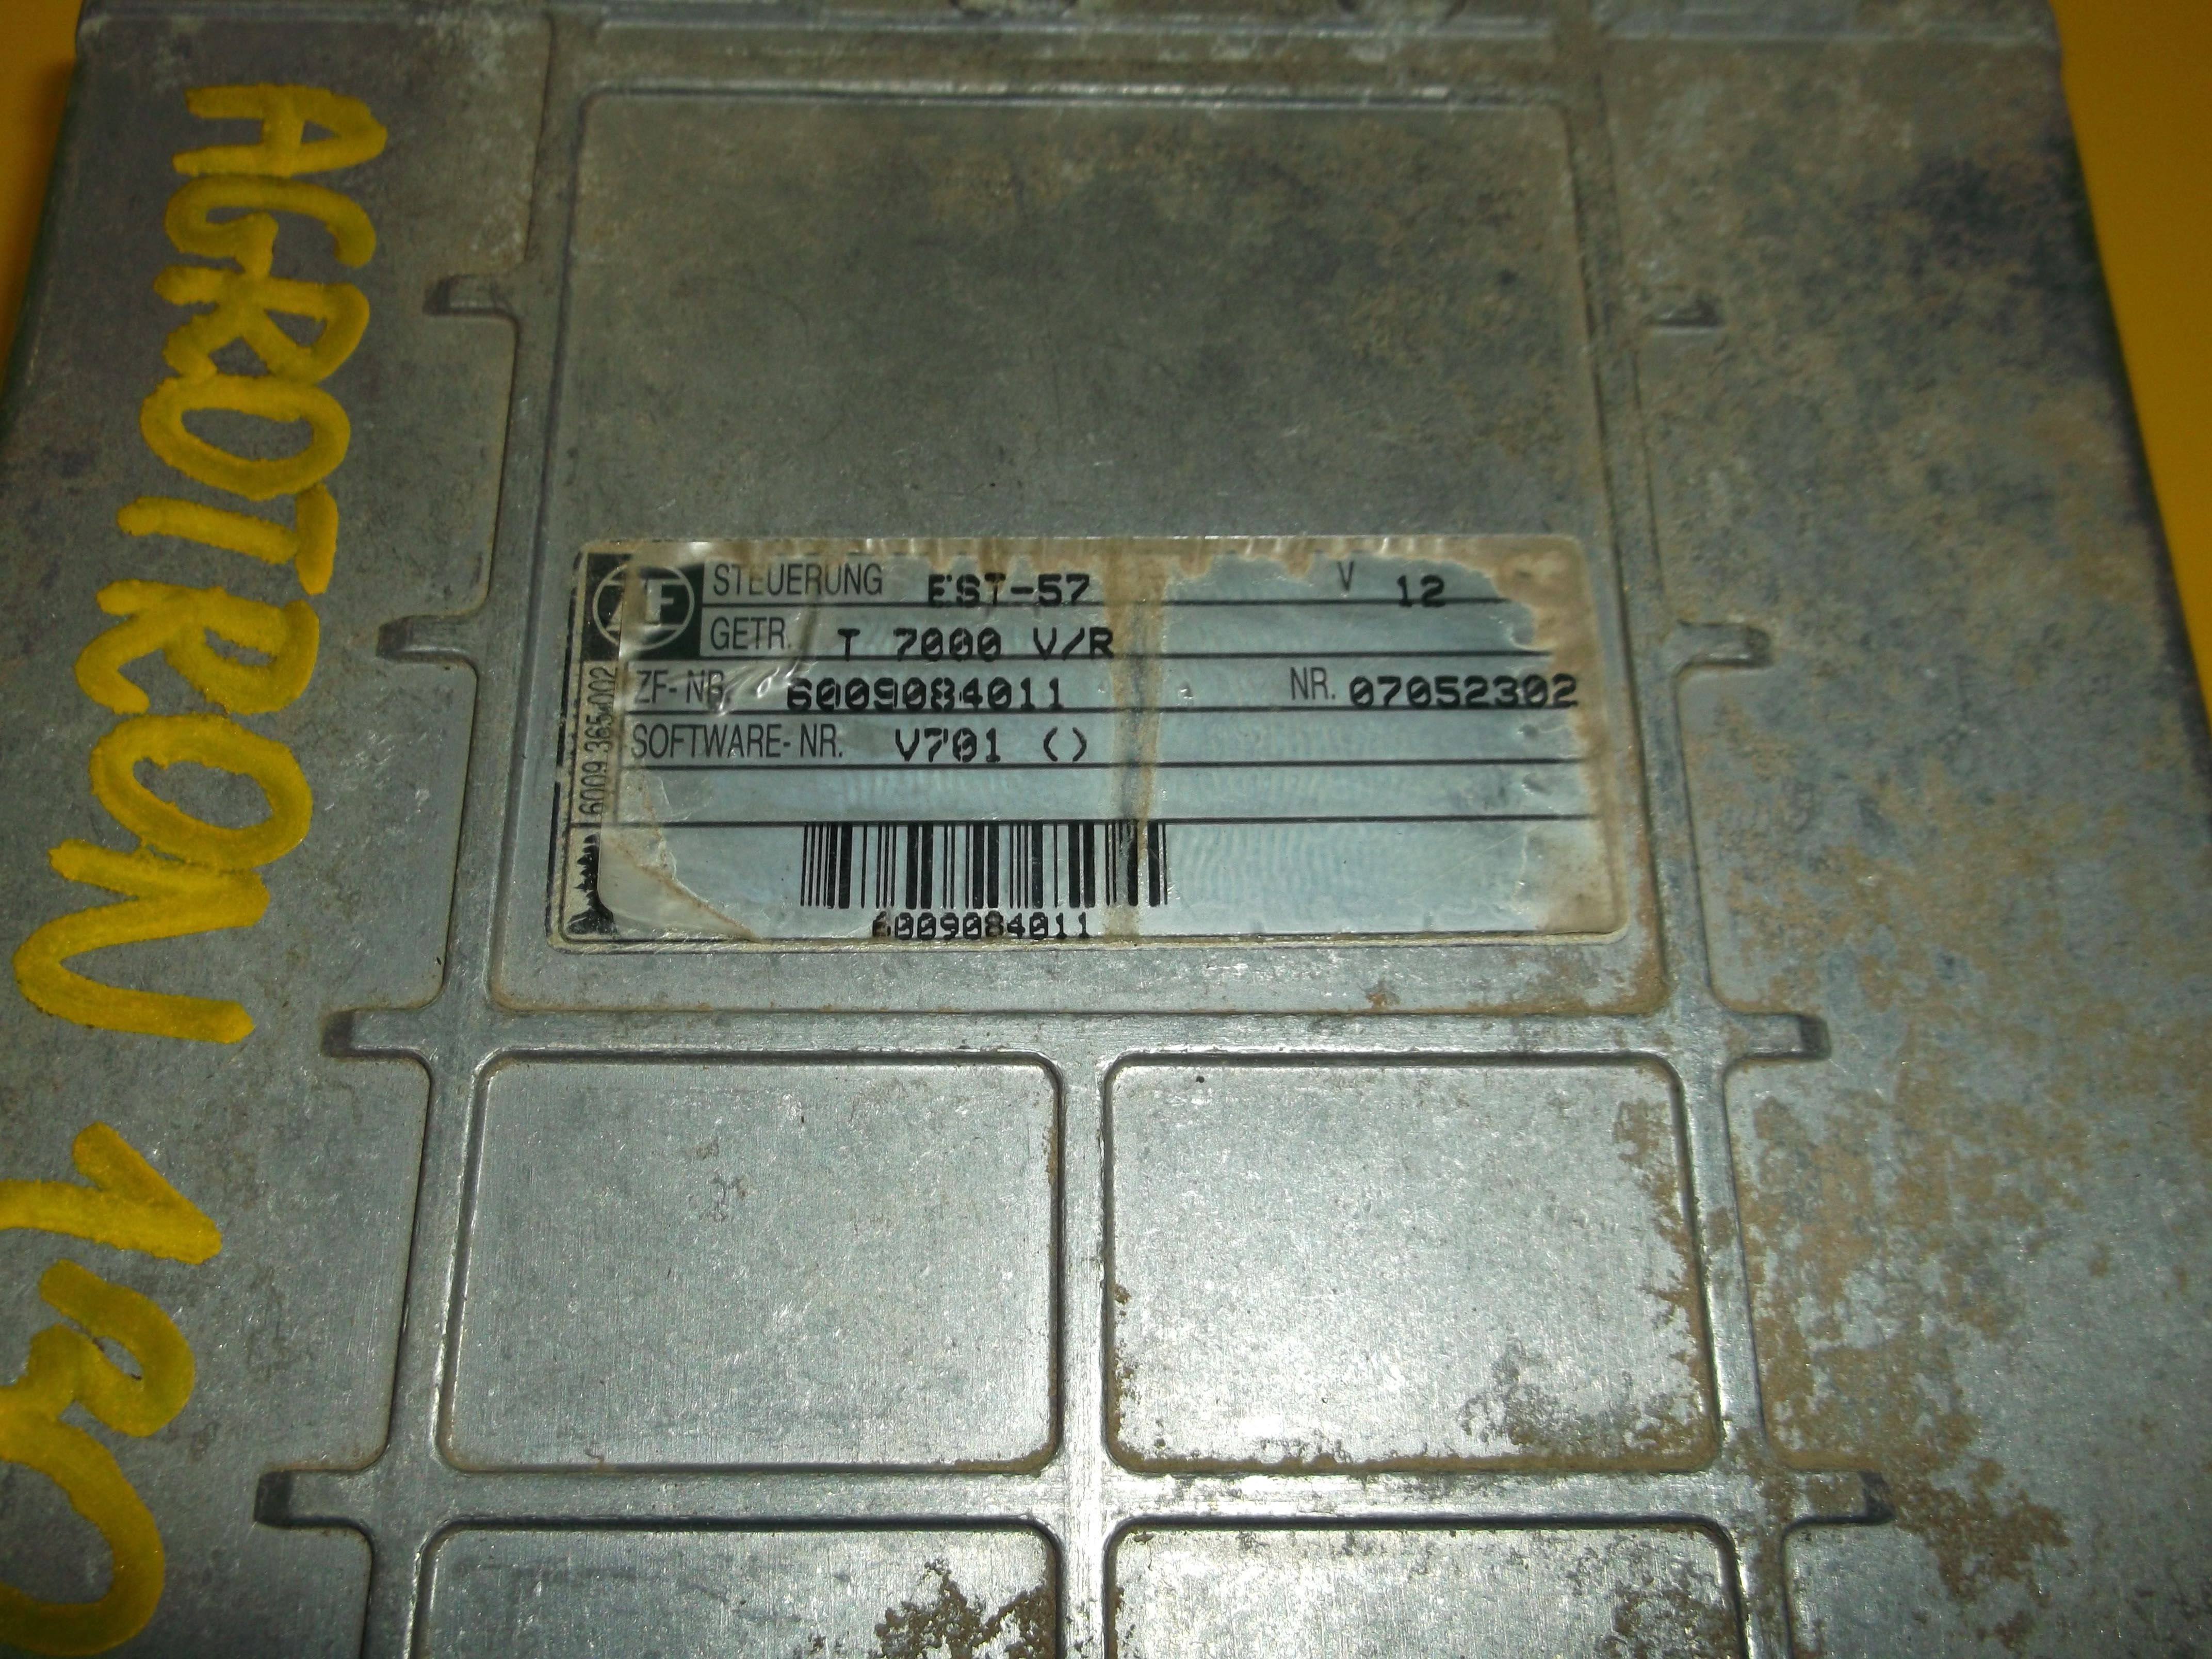 AGROTRON
ZF
STEUERUNG EST-57 V 12
GETR. T 7000 V/R
ZF-NR. 6009084011 NR. 07052302
SOFTWARE-NR. V701 ()
6009084011
6009 365 002